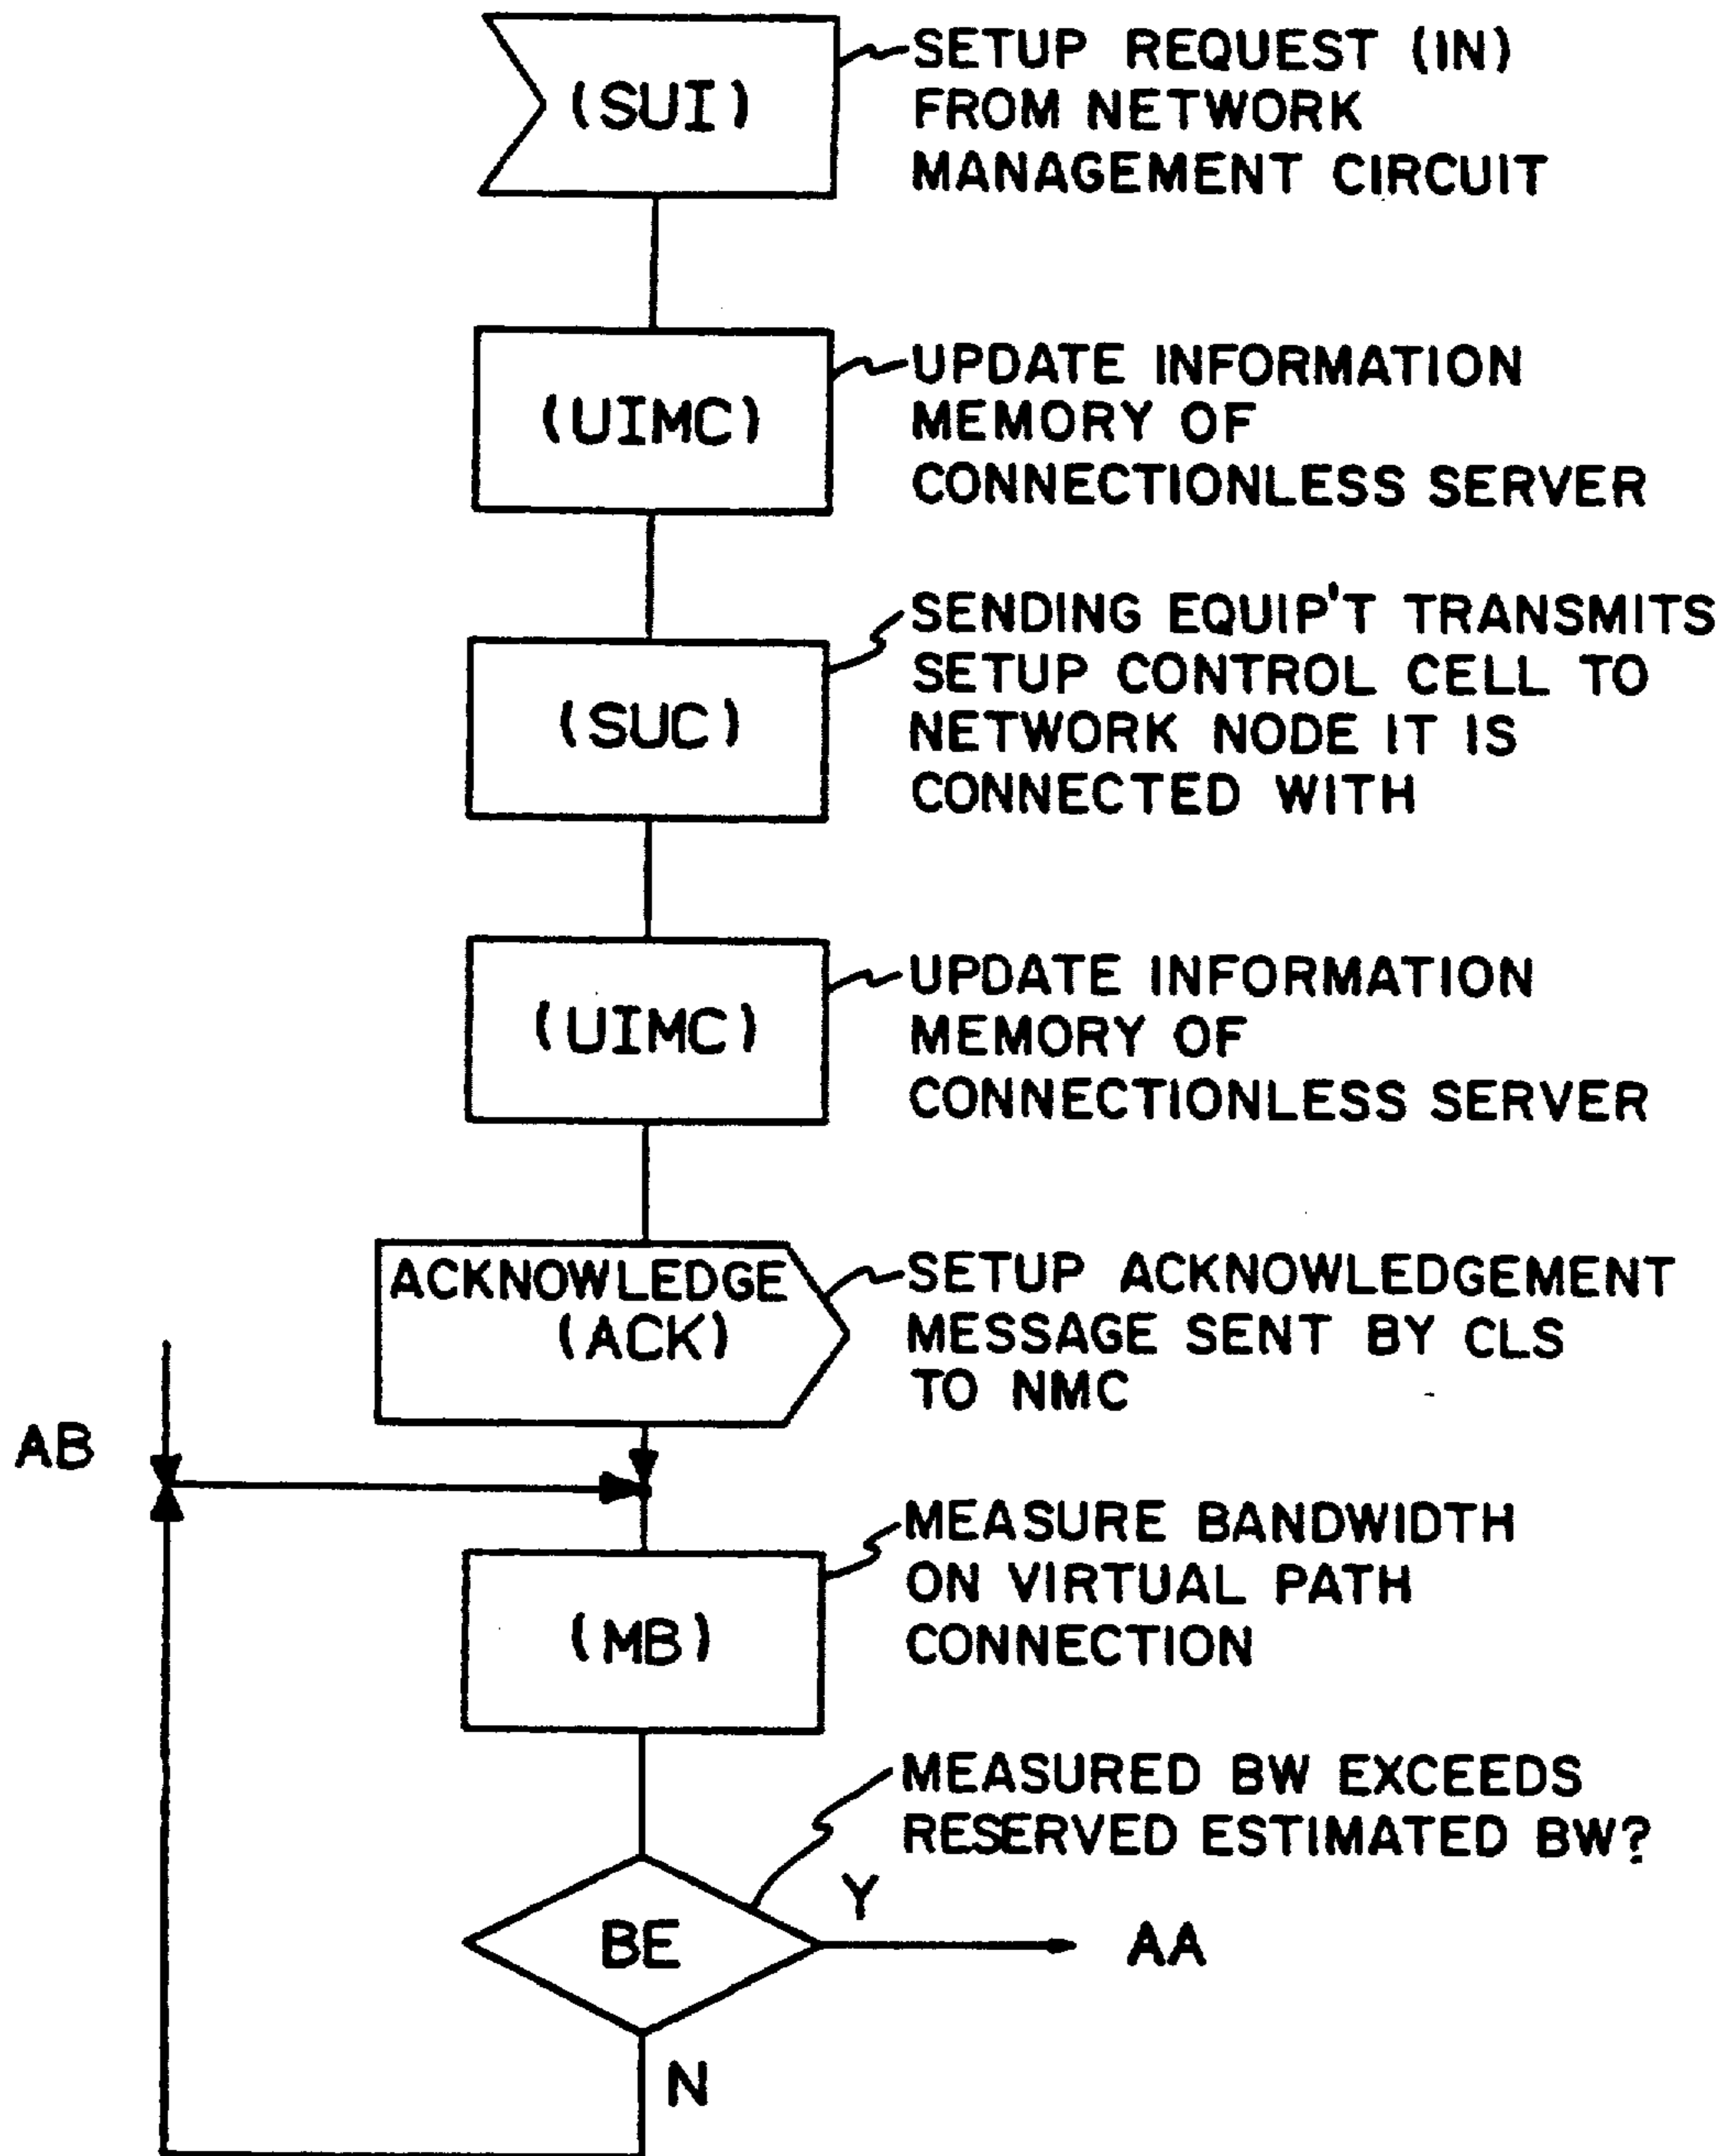 (SUI)
SETUP REQUEST (IN)
FROM NETWORK
MANAGEMENT CIRCUIT
(UIMC)
UPDATE INFORMATION
MEMORY OF
CONNECTIONLESS SERVER
(SUC)
SENDING EQUIP'T TRANSMITS
SETUP CONTROL CELL TO
NETWORK NODE IT IS
CONNECTED WITH
(UIMC)
UPDATE INFORMATION
MEMORY OF
CONNECTIONLESS SERVER
ACKNOWLEDGE
(ACK)
SETUP ACKNOWLEDGEMENT
MESSAGE SENT BY CLS
TO NMC
AB
(MB)
MEASURE BANDWIDTH
ON VIRTUAL PATH
CONNECTION
MEASURED BW EXCEEDS
RESERVED ESTIMATED BW?
BE
Y
AA
N